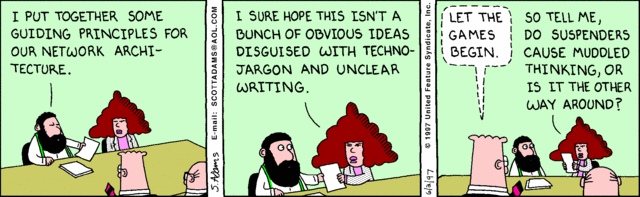 I PUT TOGETHER SOME
GUIDING PRINCIPLES FOR
OUR NETWORK ARCHI-
TECTURE.
E-mail: SCOTTADAMS@AOL.COM
I SURE HOPE THIS ISN'T A
BUNCH OF OBVIOUS IDEAS
DISGUISED WITH TECHNO-
JARGON AND UNCLEAR
WRITING.
S.Adams
© 1997 United Feature Syndicate, Inc.
6/2/97
LET THE
GAMES
BEGIN.
SO TELL ME,
DO SUSPENDERS
CAUSE MUDDLED
THINKING, OR
IS IT THE OTHER
WAY AROUND?